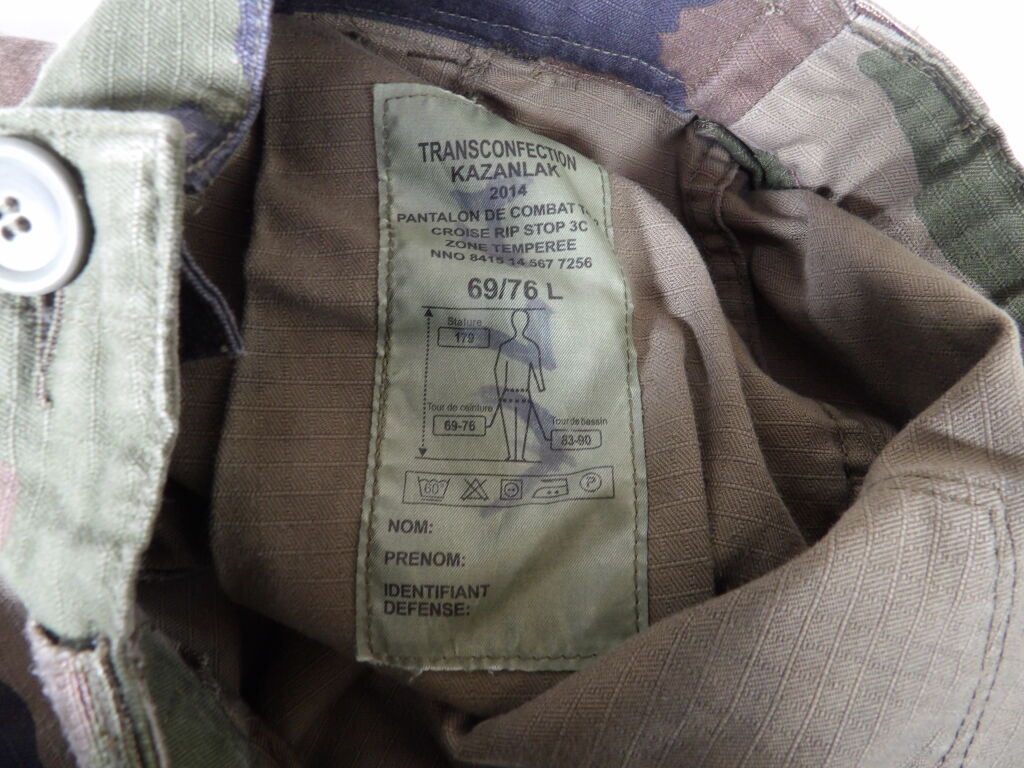 TRANSCONFECTION
KAZANLAK
2014
PANTALON DE COMBAT
CROISE RIP STOP 3C
ZONE TEMPEREE
NNO 8415 14 567 7256
69/76 L
Stature
179
Tour de ceinture
69-76
Tour de bassin
83-90
60° P
NOM:
PRENOM:
IDENTIFIANT
DEFENSE: